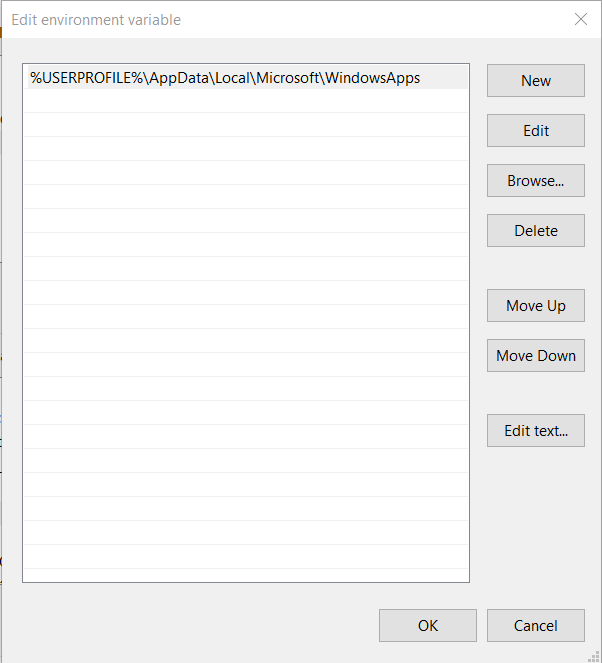 Edit environment variable
%USERPROFILE%\AppData\Local\Microsoft\WindowsApps
New
Edit
Browse...
Delete
Move Up
Move Down
Edit text...
OK
Cancel